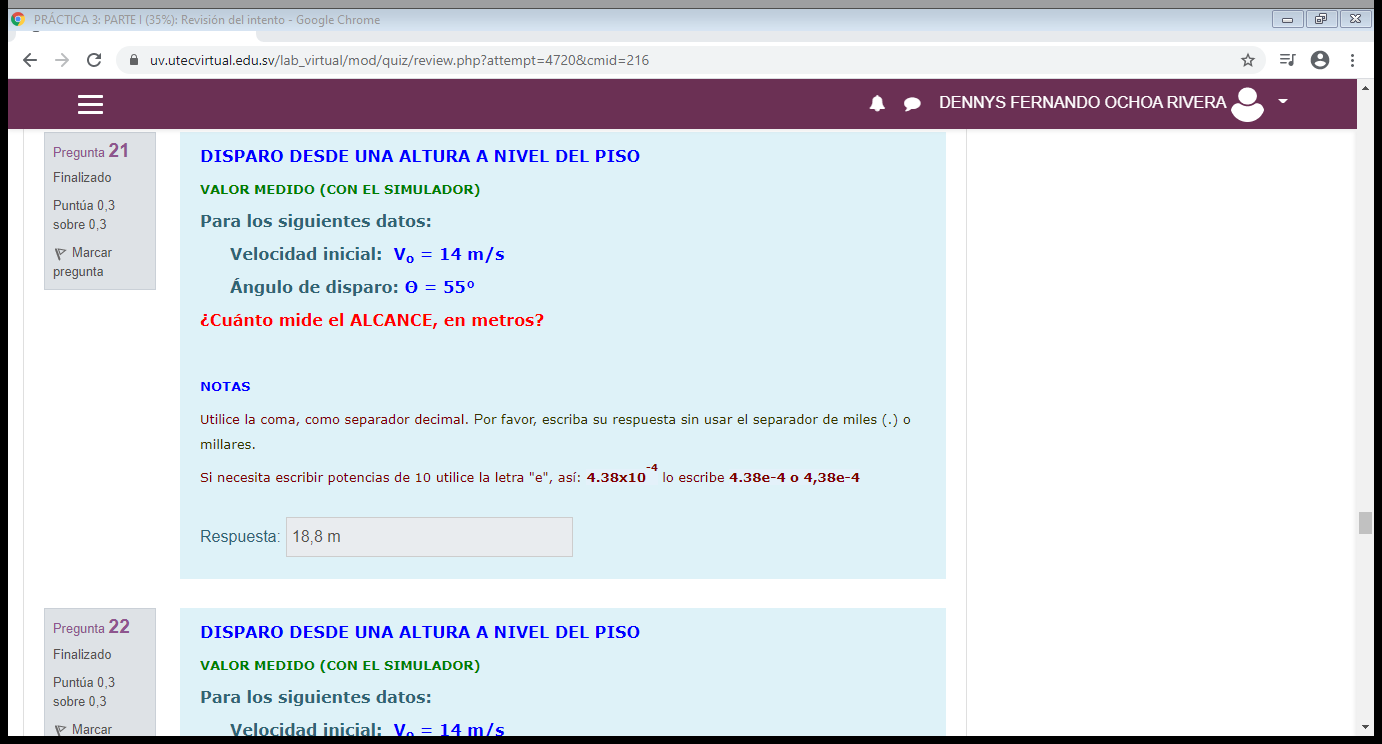 PRÁCTICA 3: PARTE I (35%): Revisión del intento - Google Chrome
uv.utecvirtual.edu.sv/lab_virtual/mod/quiz/review.php?attempt=4720&cmid=216
DENNYS FERNANDO OCHOA RIVERA
Pregunta 21
Finalizado
Puntúa 0,3
sobre 0,3
Marcar
pregunta
DISPARO DESDE UNA ALTURA A NIVEL DEL PISO
VALOR MEDIDO (CON EL SIMULADOR)
Para los siguientes datos:
Velocidad inicial: Vo = 14 m/s
Ángulo de disparo: Θ = 55º
¿Cuánto mide el ALCANCE, en metros?
NOTAS
Utilice la coma, como separador decimal. Por favor, escriba su respuesta sin usar el separador de miles (.) o
millares.
Si necesita escribir potencias de 10 utilice la letra "e", así: 4.38x10-4 lo escribe 4.38e-4 o 4,38e-4
Respuesta: 18,8 m
Pregunta 22
Finalizado
Puntúa 0,3
sobre 0,3
Marcar
DISPARO DESDE UNA ALTURA A NIVEL DEL PISO
VALOR MEDIDO (CON EL SIMULADOR)
Para los siguientes datos:
Velocidad inicial: Vo = 14 m/s